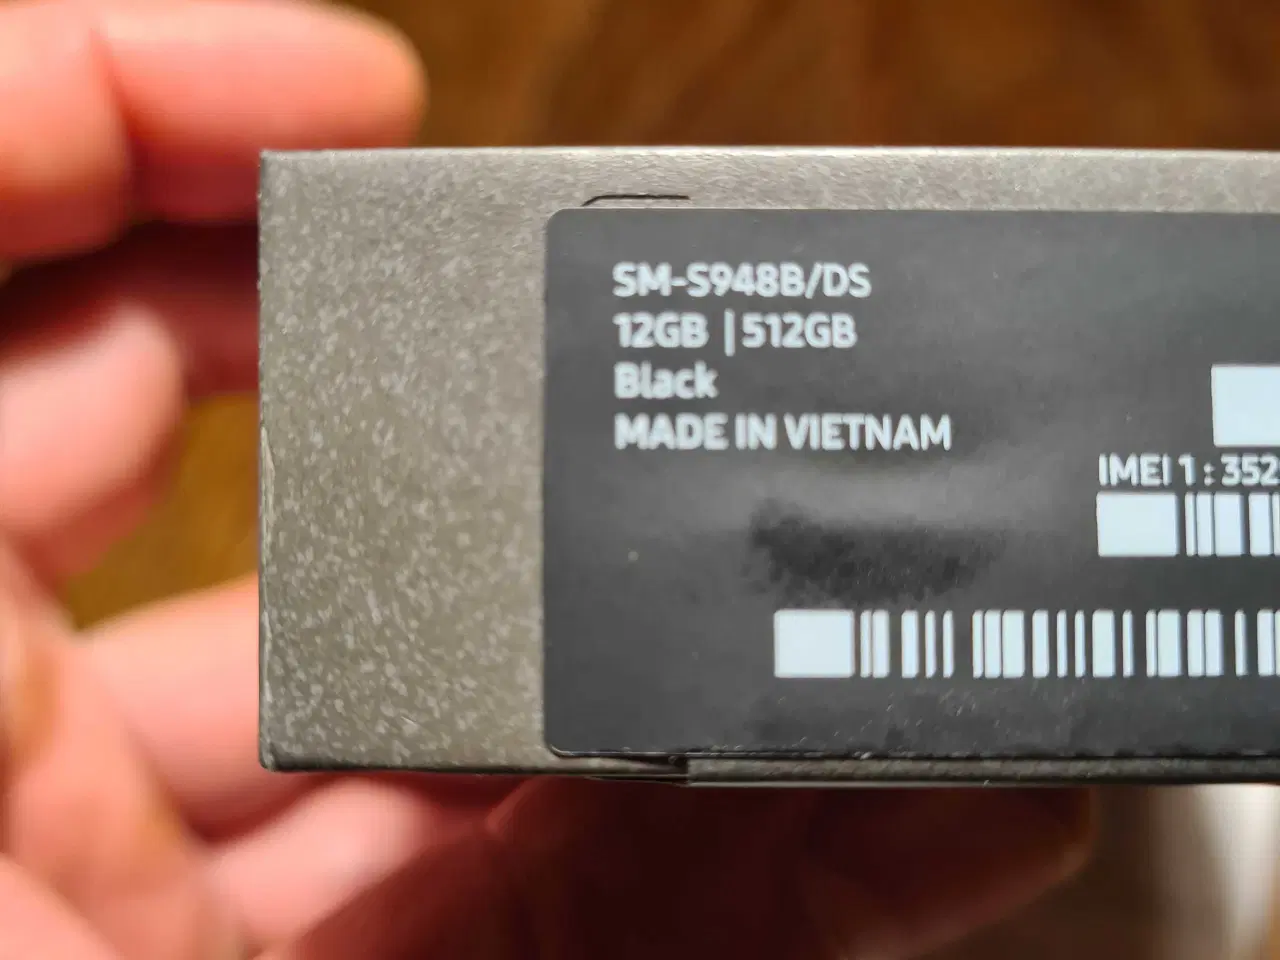 SM-S948B/DS
12GB | 512GB
Black
MADE IN VIETNAM
IMEI 1 : 352